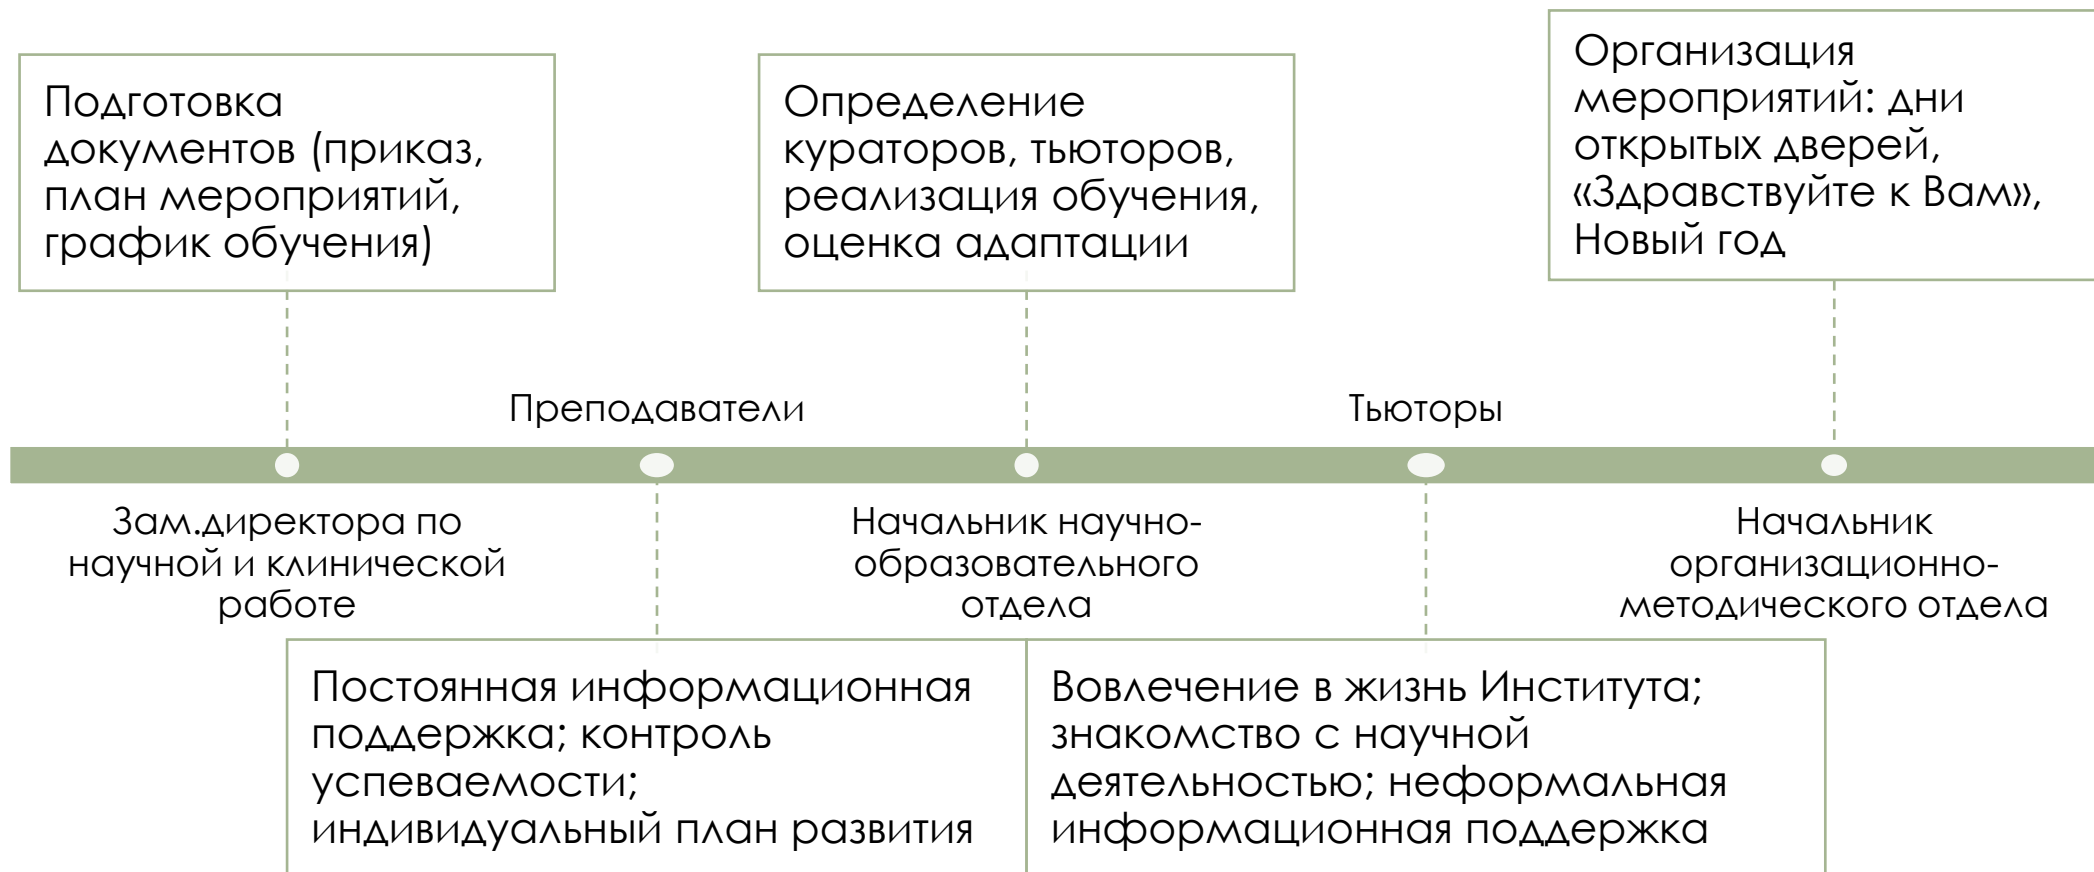 Подготовка
документов (приказ,
план мероприятий,
график обучения)
Определение
кураторов, тьюторов,
реализация обучения,
оценка адаптации
Организация
мероприятий: дни
открытых дверей,
«Здравствуйте к Вам»,
Новый год
Преподаватели
Тьюторы
Зам.директора по
научной и клинической
работе
Начальник научно-
образовательного
отдела
Начальник
организационно-
методического отдела
Постоянная информационная
поддержка; контроль
успеваемости;
индивидуальный план развития
Вовлечение в жизнь Института;
знакомство с научной
деятельностью; неформальная
информационная поддержка